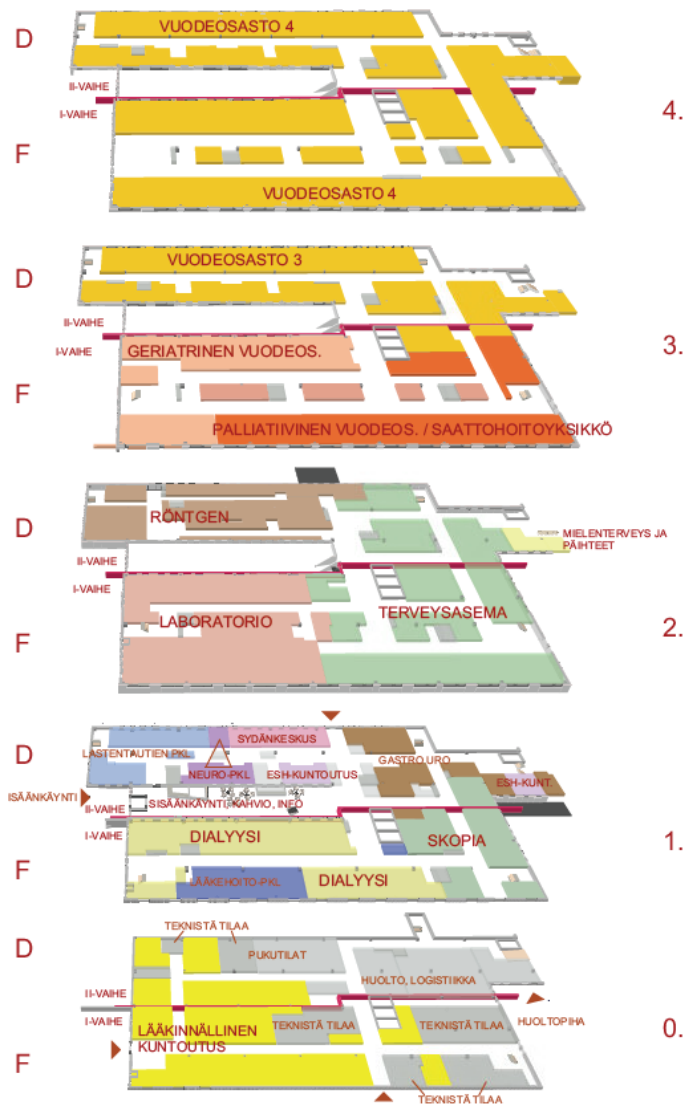 D
VUODEOSASTO 4
II-VAIHE
I-VAIHE
4.
F
VUODEOSASTO 4
D
VUODEOSASTO 3
II-VAIHE
I-VAIHE
GERIATRINEN VUODEOS.
3.
F
PALLIATIIVINEN VUODEOS. / SAATTOHOITOYKSIKKÖ
D
RÖNTGEN
MIELENTERVEYS JA
PÄIHTEET
II-VAIHE
I-VAIHE
LABORATORIO
TERVEYSASEMA
2.
F
SYDÄNKESKUS
D
LASTENTAUTIEN PKL
GASTRO,URO
NEURO-PKL
ESH-KUNTOUTUS
ESH-KUNT.
ISÄÄNKÄYNTI
SISÄÄNKÄYNTI, KAHVIO, INFO
II-VAIHE
I-VAIHE
DIALYYSI
SKOPIA
1.
F
LÄÄKEHOITO-PKL
DIALYYSI
TEKNISTÄ TILAA
D
PUKUTILAT
HUOLTO, LOGISTIIKKA
II-VAIHE
HUOLTOPIHA
I-VAIHE
LÄÄKINNÄLLINEN
KUNTOUTUS
TEKNISTÄ TILAA
TEKNISTÄ TILAA
0.
F
TEKNISTÄ TILAA